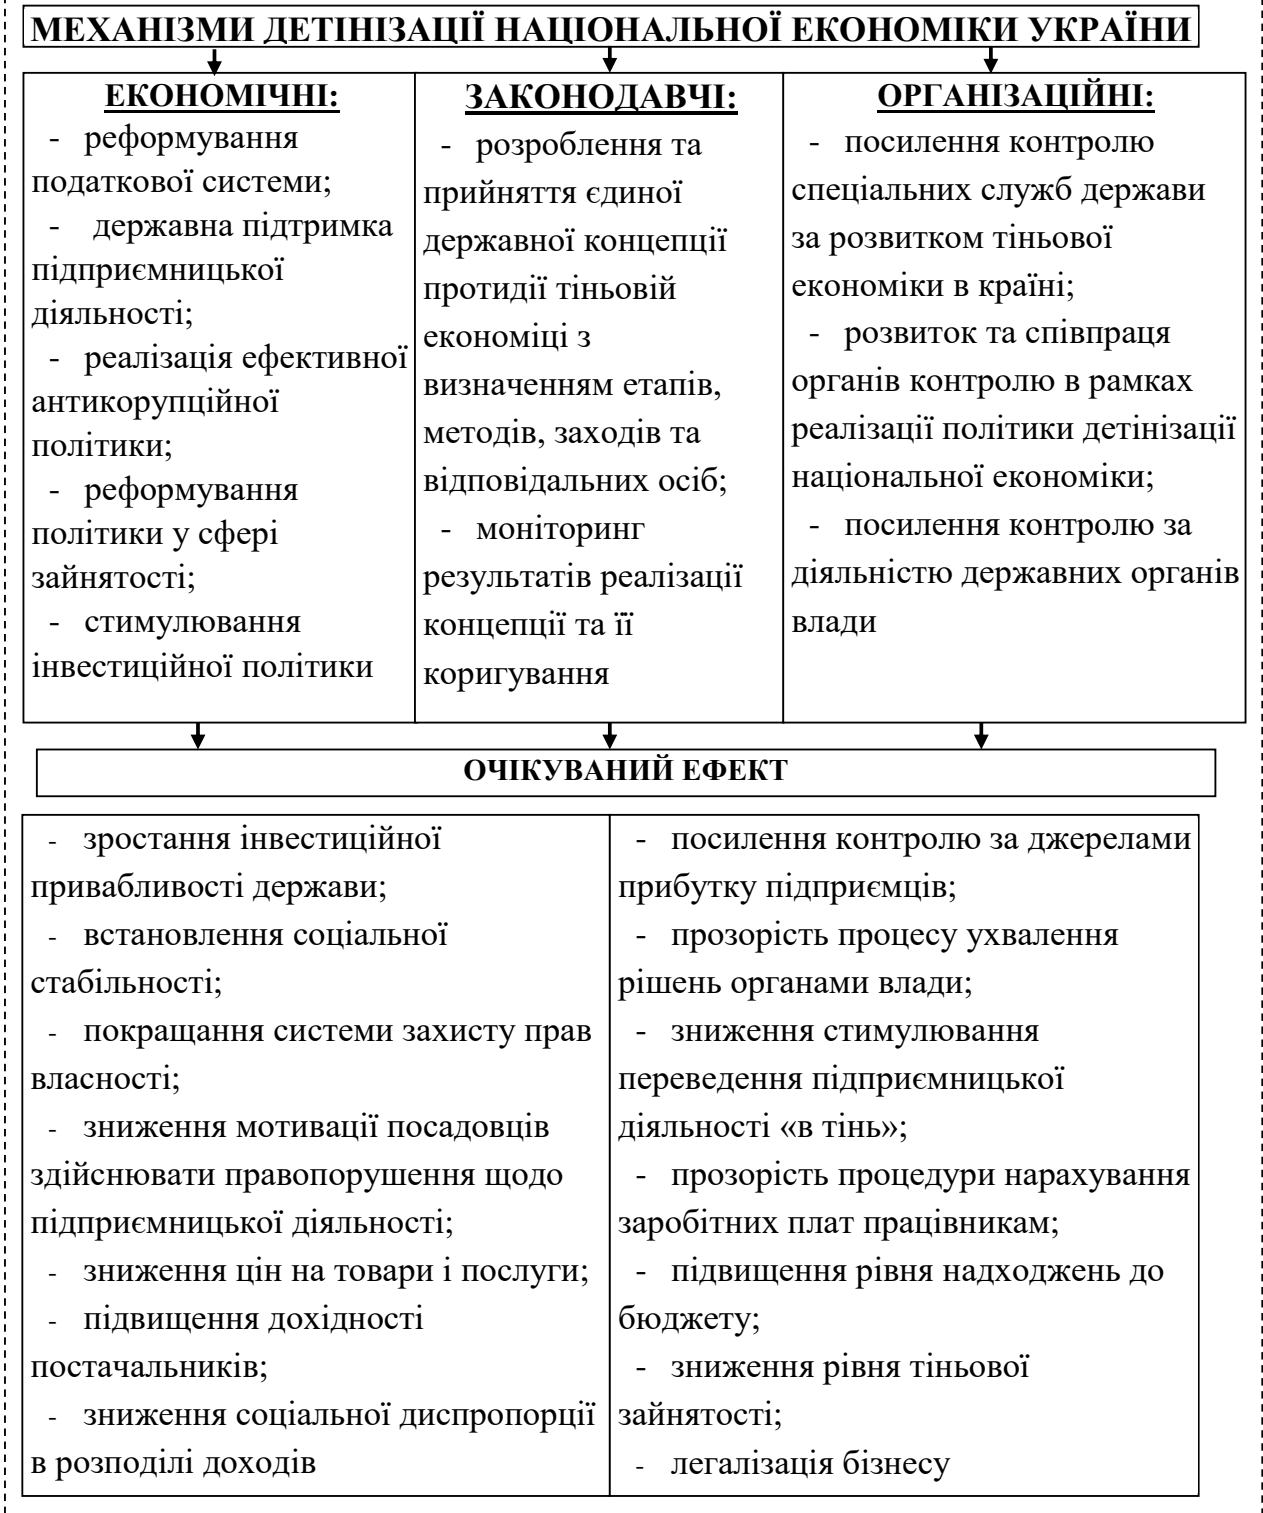 МЕХАНІЗМИ ДЕТІНІЗАЦІЇ НАЦІОНАЛЬНОЇ ЕКОНОМІКИ УКРАЇНИ
ЕКОНОМІЧНІ:
- реформування
податкової системи;
- державна підтримка
підприємницької
діяльності;
- реалізація ефективної
антикорупційної
політики;
- реформування
політики у сфері
зайнятості;
- стимулювання
інвестиційної політики
ЗАКОНОДАВЧІ:
- розроблення та
прийняття єдиної
державної концепції
протидії тіньовій
економіці з
визначенням етапів,
методів, заходів та
відповідальних осіб;
- моніторинг
результатів реалізації
концепції та її
коригування
ОРГАНІЗАЦІЙНІ:
- посилення контролю
спеціальних служб держави
за розвитком тіньової
економіки в країні;
- розвиток та співпраця
органів контролю в рамках
реалізації політики детінізації
національної економіки;
- посилення контролю за
діяльністю державних органів
влади
ОЧІКУВАНИЙ ЕФЕКТ
- зростання інвестиційної
привабливості держави;
- встановлення соціальної
стабільності;
- покращання системи захисту прав
власності;
- зниження мотивації посадовців
здійснювати правопорушення щодо
підприємницької діяльності;
- зниження цін на товари і послуги;
- підвищення дохідності
постачальників;
- зниження соціальної диспропорції
в розподілі доходів
- посилення контролю за джерелами
прибутку підприємців;
- прозорість процесу ухвалення
рішень органами влади;
- зниження стимулювання
переведення підприємницької
діяльності «в тінь»;
- прозорість процедури нарахування
заробітних плат працівникам;
- підвищення рівня надходжень до
бюджету;
- зниження рівня тіньової
зайнятості;
- легалізація бізнесу